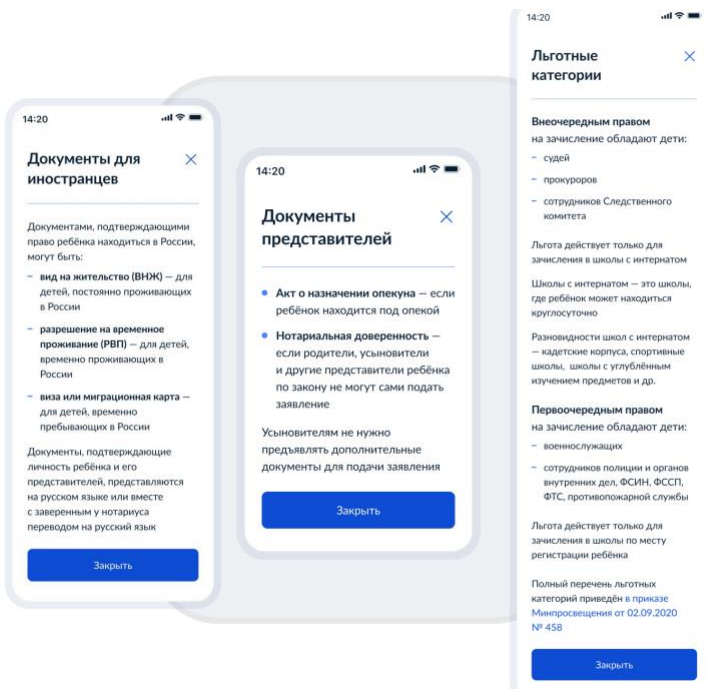 14:20
Документы для
иностранцев
Документами, подтверждающими
право ребёнка находиться в России,
могут быть:
– вид на жительство (ВНЖ) — для
детей, постоянно проживающих
в России
– разрешение на временное
проживание (РВП) — для детей,
временно проживающих в
России
– виза или миграционная карта —
для детей, временно
пребывающих в России
Документы, подтверждающие
личность ребёнка и его
представителей, представляются
на русском языке или вместе
с заверенным у нотариуса
переводом на русский язык
Закрыть
14:20
Документы
представителей
• Акт о назначении опекуна — если
ребёнок находится под опекой
• Нотариальная доверенность —
если родители, усыновители
и другие представители ребёнка
по закону не могут сами подать
заявление
Усыновителям не нужно
предъявлять дополнительные
документы для подачи заявления
Закрыть
14:20
Льготные
категории
Внеочередным правом
на зачисление обладают дети:
– судей
– прокуроров
– сотрудников Следственного
комитета
Льгота действует только для
зачисления в школы с интернатом
Школы с интернатом — это школы,
где ребёнок может находиться
круглосуточно
Разновидности школ с интернатом
— кадетские корпуса, спортивные
школы, школы с углублённым
изучением предметов и др.
Первоочередным правом
на зачисление обладают дети:
– военнослужащих
– сотрудников полиции и органов
внутренних дел, ФСИН, ФССП,
ФТС, противопожарной службы
Льгота действует только для
зачисления в школы по месту
регистрации ребёнка
Полный перечень льготных
категорий приведён в приказе
Минпросвещения от 02.09.2020
№ 458
Закрыть